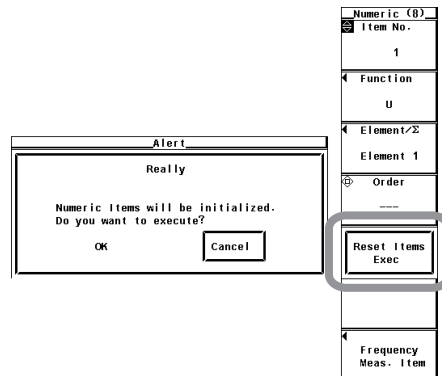 Alert
Really
Numeric Items will be initialized.
Do you want to execute?
OK
Cancel
Numeric (8)
Item No.
1
Function
U
Element/Σ
Element 1
Order
---
Reset Items
Exec
Frequency
Meas. Item